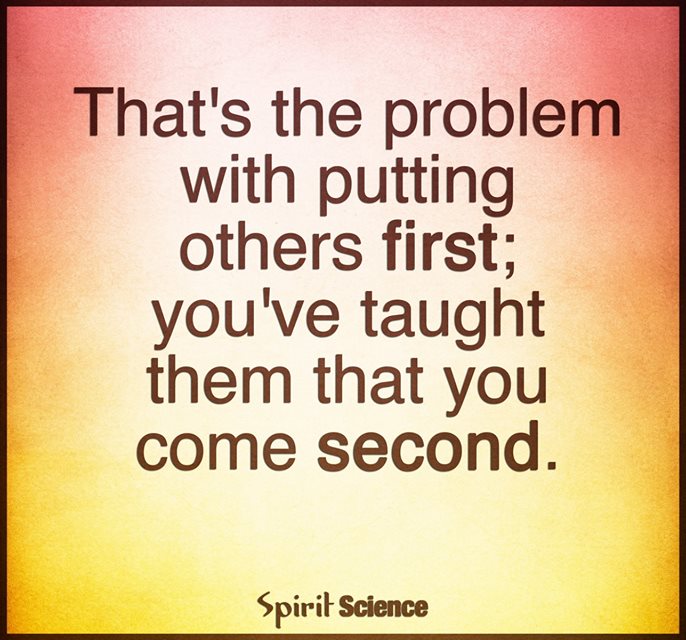 That's the problem
with putting
others first;
you've taught
them that you
come second.
Spirit Science